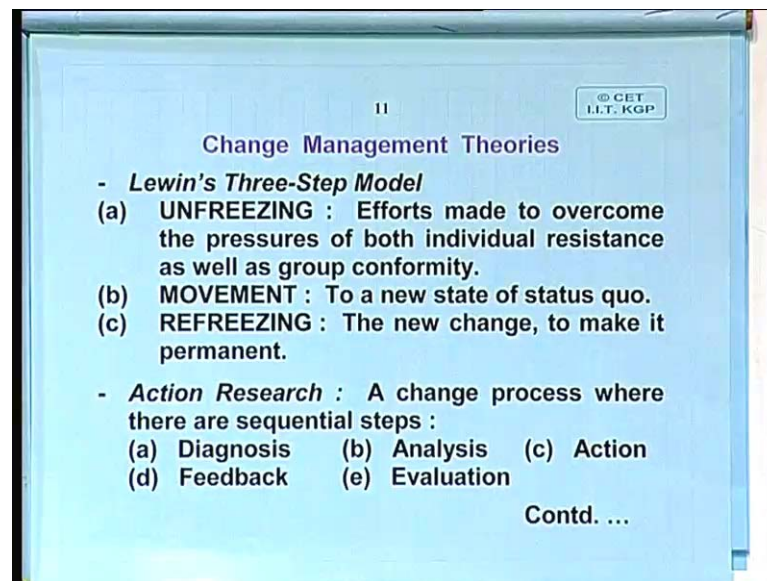 11
© CET
I.I.T. KGP
Change Management Theories
- Lewin's Three-Step Model
(a) UNFREEZING : Efforts made to overcome
the pressures of both individual resistance
as well as group conformity.
(b) MOVEMENT : To a new state of status quo.
(c) REFREEZING : The new change, to make it
permanent.
- Action Research : A change process where
there are sequential steps :
(a) Diagnosis (b) Analysis (c) Action
(d) Feedback (e) Evaluation
Contd. ...